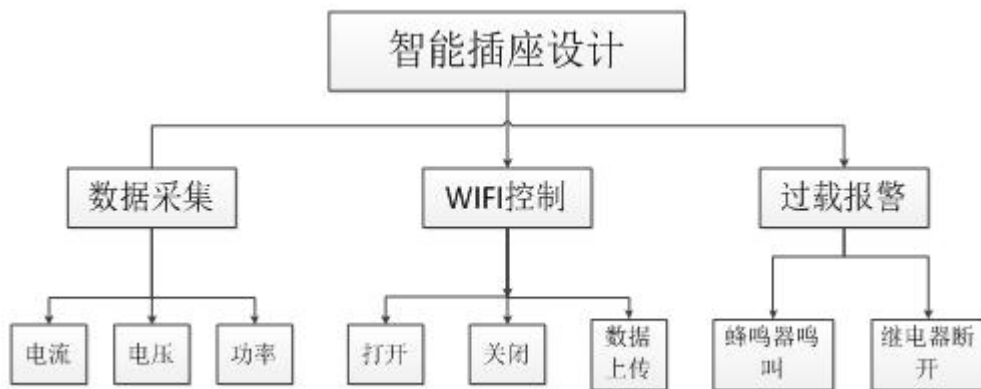 智能插座设计
数据采集
WIFI控制
过载报警
电流
电压
功率
打开
关闭
数据
上传
蜂鸣器鸣
叫
继电器断
开